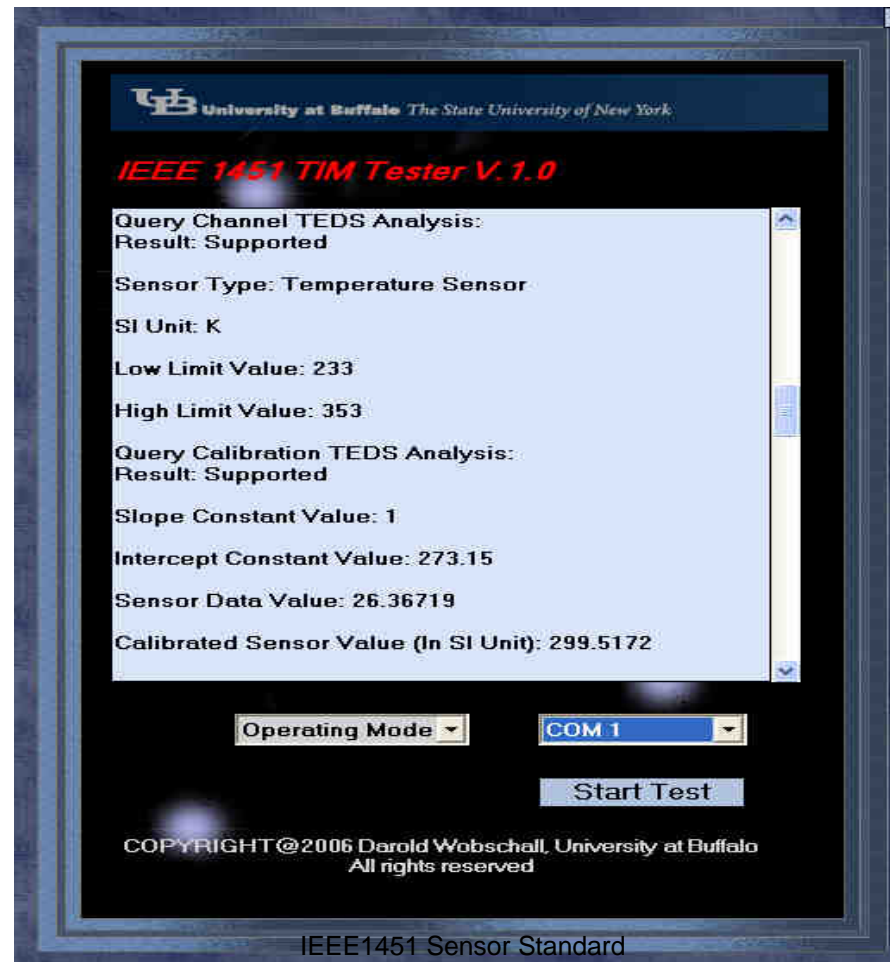 UB University at Buffalo The State University of New York
IEEE 1451 TIM Tester V.1.0
Query Channel TEDS Analysis:
Result: Supported
Sensor Type: Temperature Sensor
SI Unit: K
Low Limit Value: 233
High Limit Value: 353
Query Calibration TEDS Analysis:
Result: Supported
Slope Constant Value: 1
Intercept Constant Value: 273.15
Sensor Data Value: 26.36719
Calibrated Sensor Value (In SI Unit): 299.5172
Operating Mode COM 1
Start Test
COPYRIGHT@2006 Darold Wobschall, University at Buffalo
All rights reserved
IEEE1451 Sensor Standard